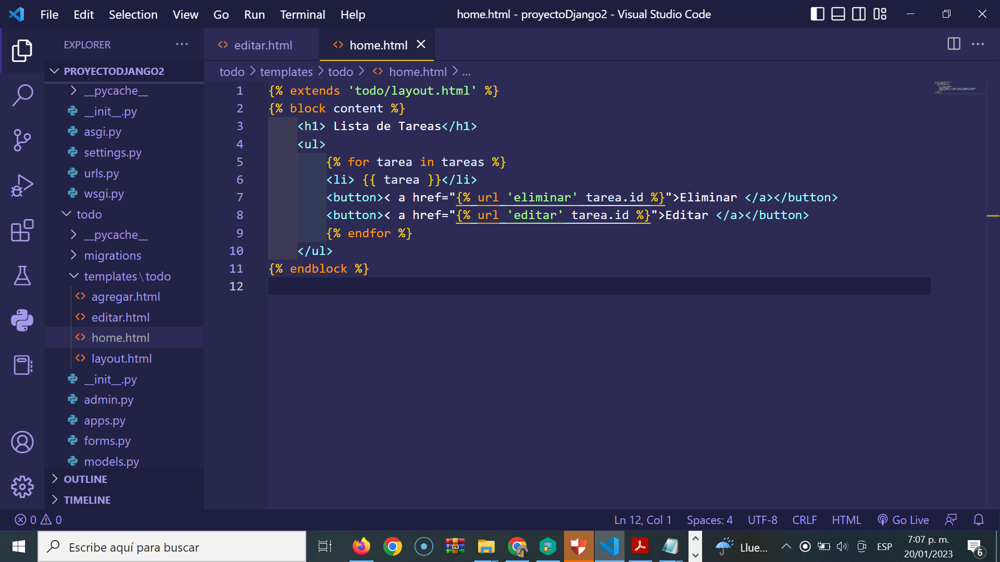 File Edit Selection View Go Run Terminal Help
home.html - proyectoDjango2 - Visual Studio Code
EXPLORER
editar.html
home.html
PROYECTODJANGO2
todo > templates > todo > home.html > ...
__pycache__
__init__.py
asgi.py
settings.py
urls.py
wsgi.py
todo
__pycache__
migrations
templates\todo
agregar.html
editar.html
home.html
layout.html
__init__.py
admin.py
apps.py
forms.py
models.py
OUTLINE
TIMELINE
1 {% extends 'todo/layout.html' %}
2 {% block content %}
3     <h1> Lista de Tareas</h1>
4     <ul>
5         {% for tarea in tareas %}
6         <li> {{ tarea }}</li>
7         <button>< a href="{% url 'eliminar' tarea.id %}">Eliminar </a></button>
8         <button>< a href="{% url 'editar' tarea.id %}">Editar </a></button>
9         {% endfor %}
10     </ul>
11 {% endblock %}
12
0 0
Ln 12, Col 1 Spaces: 4 UTF-8 CRLF HTML Go Live
Escribe aquí para buscar
Llue...
ESP
7:07 p. m.
20/01/2023
6